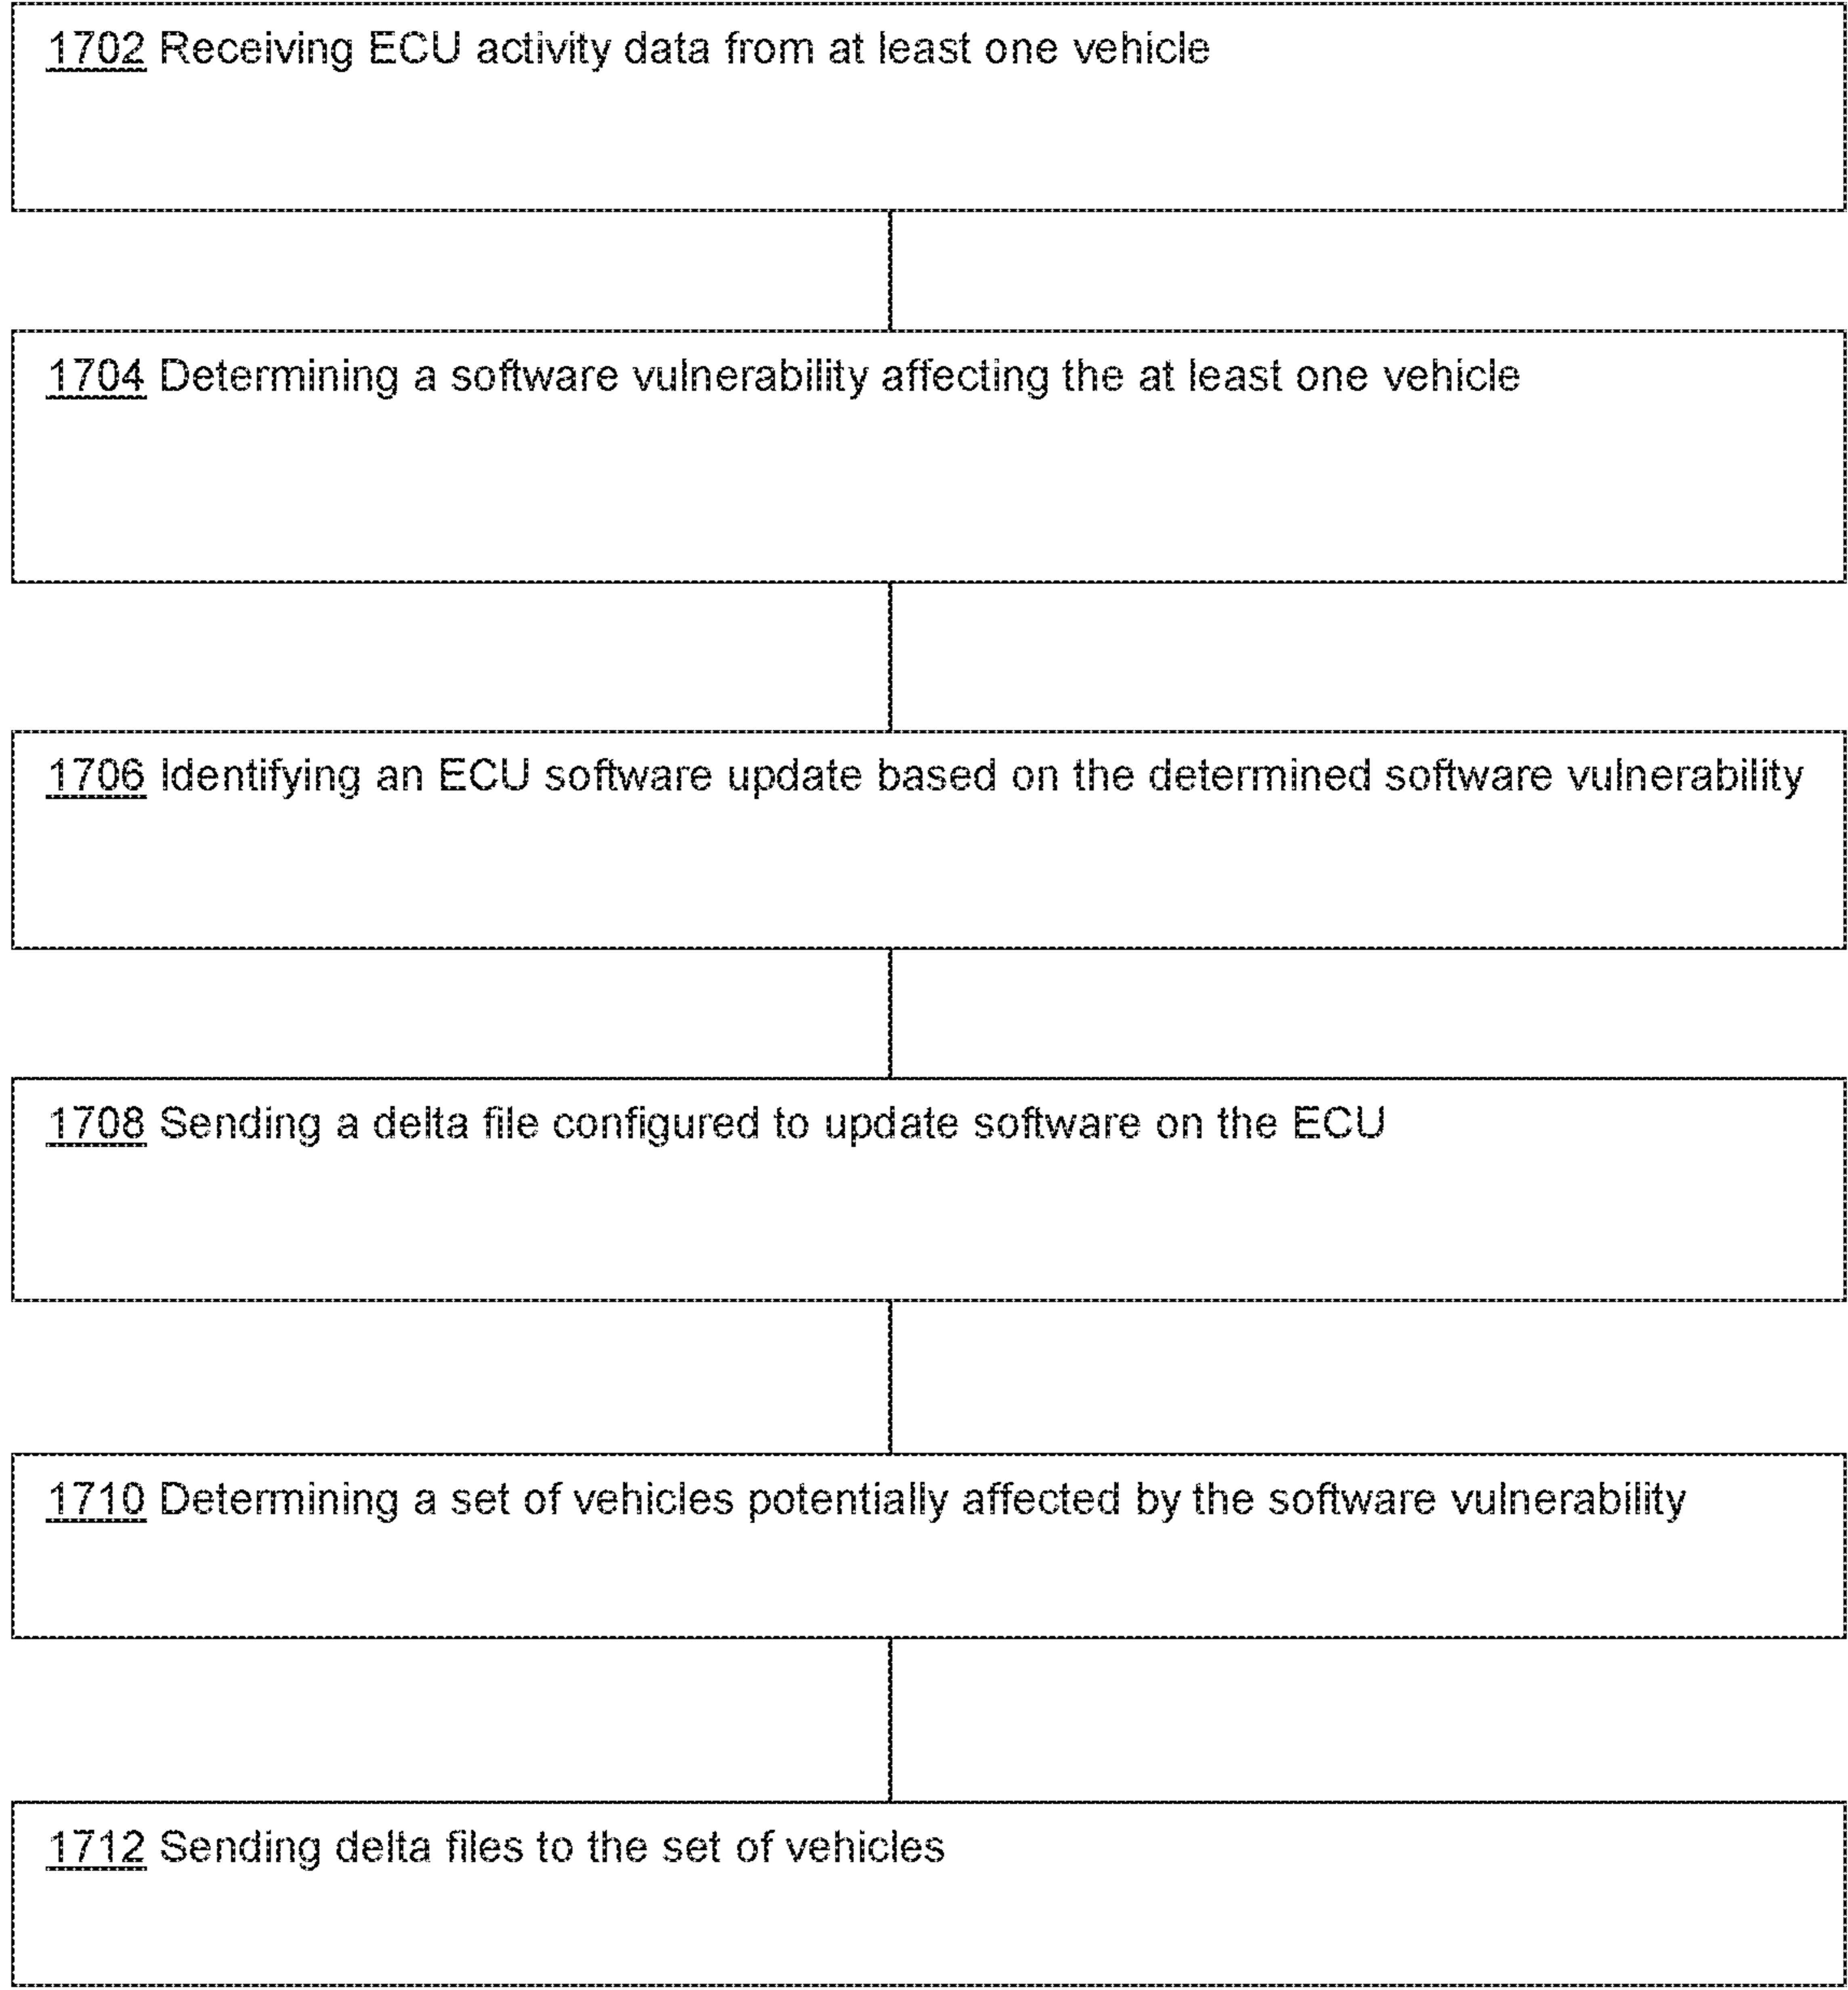 1702 Receiving ECU activity data from at least one vehicle
1704 Determining a software vulnerability affecting the at least one vehicle
1706 Identifying an ECU software update based on the determined software vulnerability
1708 Sending a delta file configured to update software on the ECU
1710 Determining a set of vehicles potentially affected by the software vulnerability
1712 Sending delta files to the set of vehicles